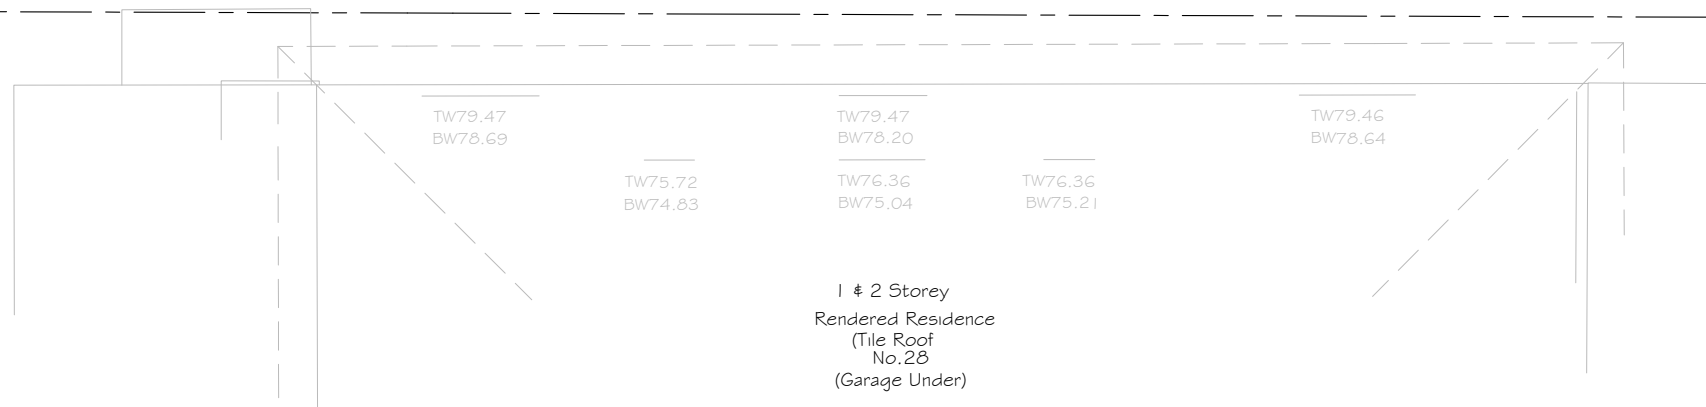 TW79.47
BW78.69
TW79.47
BW78.20
TW79.46
BW78.64
TW75.72
BW74.83
TW76.36
BW75.04
TW76.36
BW75.21
1 & 2 Storey
Rendered Residence
(Tile Roof
No.28
(Garage Under)